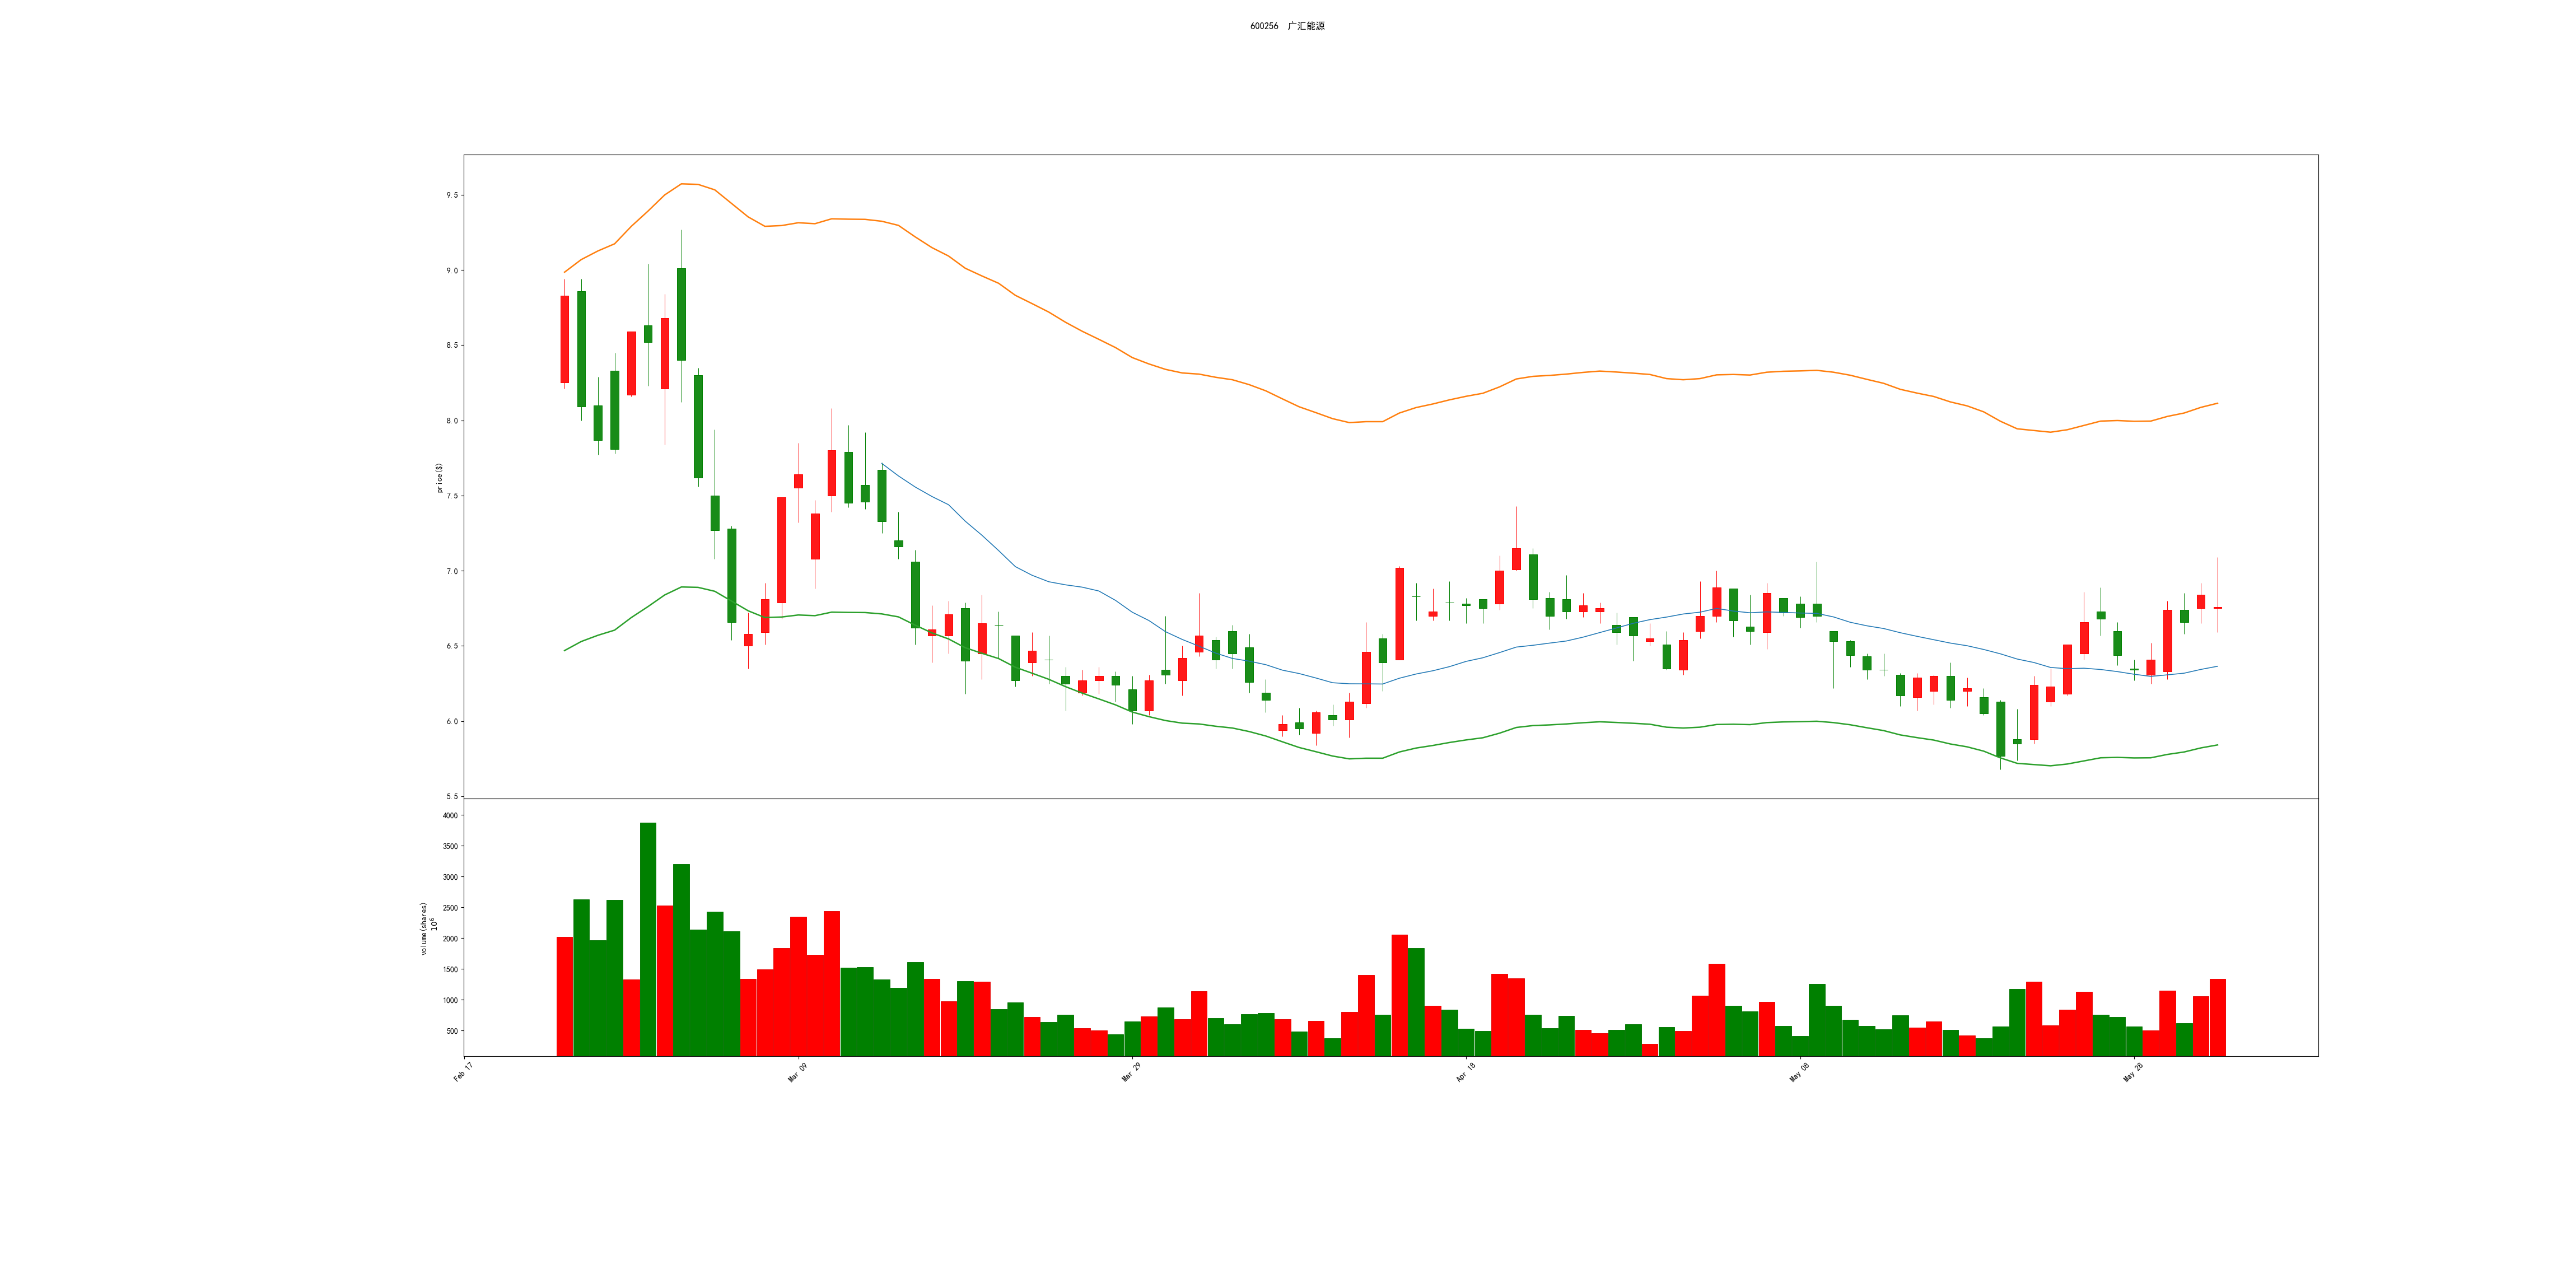 600256 广汇能源
9.5
9.0
8.5
8.0
7.5
7.0
6.5
6.0
5.5
price($)
4000
3500
3000
2500
2000
1500
1000
500
volume(shares)
10^6
Feb 17
Mar 09
Mar 29
Apr 18
May 08
May 28